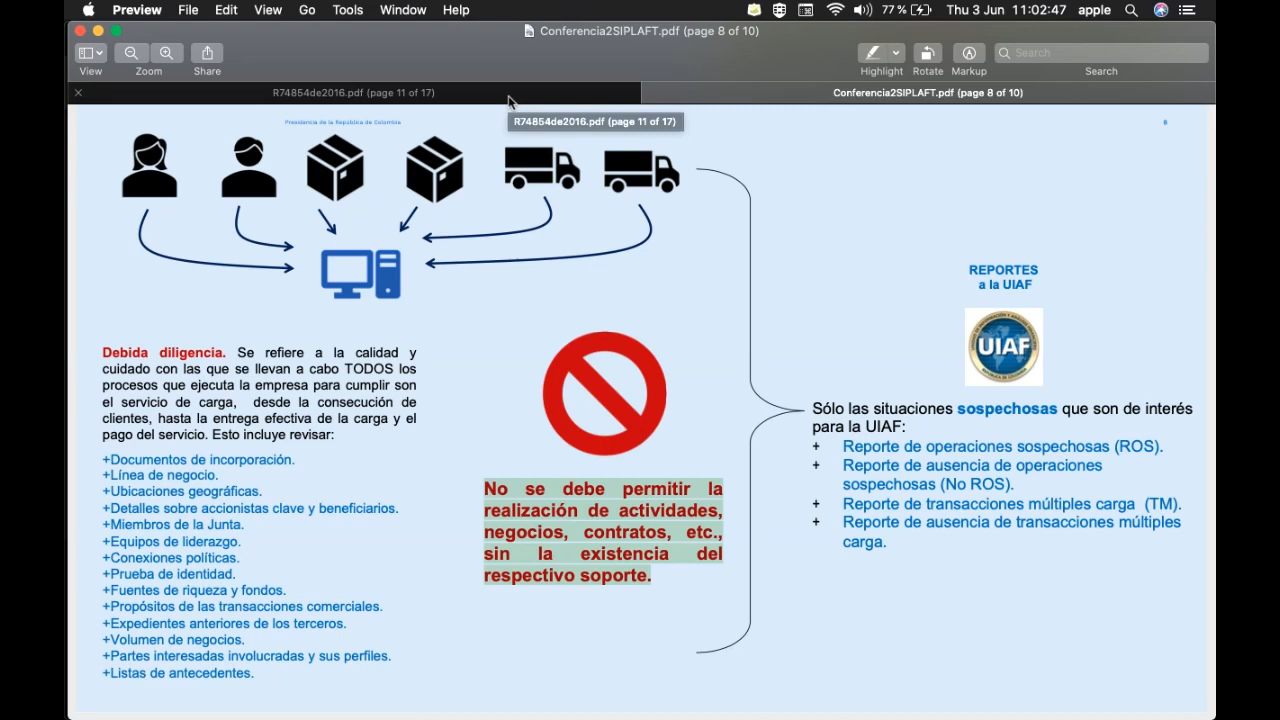 Preview File Edit View Go Tools Window Help 77% Thu 3 Jun 11:02:47 apple
Conferencia2SIPLAFT.pdf (page 8 of 10)
Search
View Zoom Share Highlight Rotate Markup Search
R74854de2016.pdf (page 11 of 17) Conferencia2SIPLAFT.pdf (page 8 of 10)
R74854de2016.pdf (page 11 of 17)
Presidencia de la República de Colombia 8
Debida diligencia. Se refiere a la calidad y
cuidado con las que se llevan a cabo TODOS los
procesos que ejecuta la empresa para cumplir son
el servicio de carga, desde la consecución de
clientes, hasta la entrega efectiva de la carga y el
pago del servicio. Esto incluye revisar:
+Documentos de incorporación.
+Línea de negocio.
+Ubicaciones geográficas.
+Detalles sobre accionistas clave y beneficiarios.
+Miembros de la Junta.
+Equipos de liderazgo.
+Conexiones políticas.
+Prueba de identidad.
+Fuentes de riqueza y fondos.
+Propósitos de las transacciones comerciales.
+Expedientes anteriores de los terceros.
+Volumen de negocios.
+Partes interesadas involucradas y sus perfiles.
+Listas de antecedentes.
No se debe permitir la
realización de actividades,
negocios, contratos, etc.,
sin la existencia del
respectivo soporte.
REPORTES
a la UIAF
UIAF
Sólo las situaciones sospechosas que son de interés
para la UIAF:
+ Reporte de operaciones sospechosas (ROS).
+ Reporte de ausencia de operaciones
sospechosas (No ROS).
+ Reporte de transacciones múltiples carga (TM).
+ Reporte de ausencia de transacciones múltiples
carga.